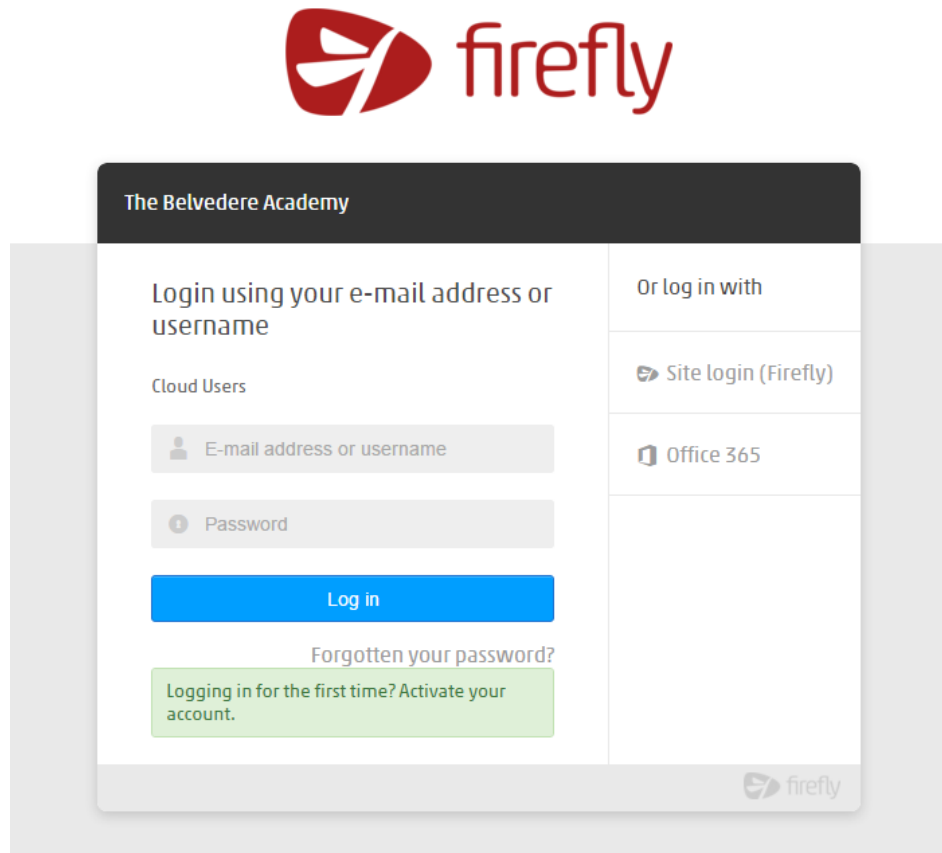 firefly
The Belvedere Academy
Login using your e-mail address or
username
Cloud Users
E-mail address or username
Password
Log in
Forgotten your password?
Logging in for the first time? Activate your
account.
Or log in with
Site login (Firefly)
Office 365
firefly